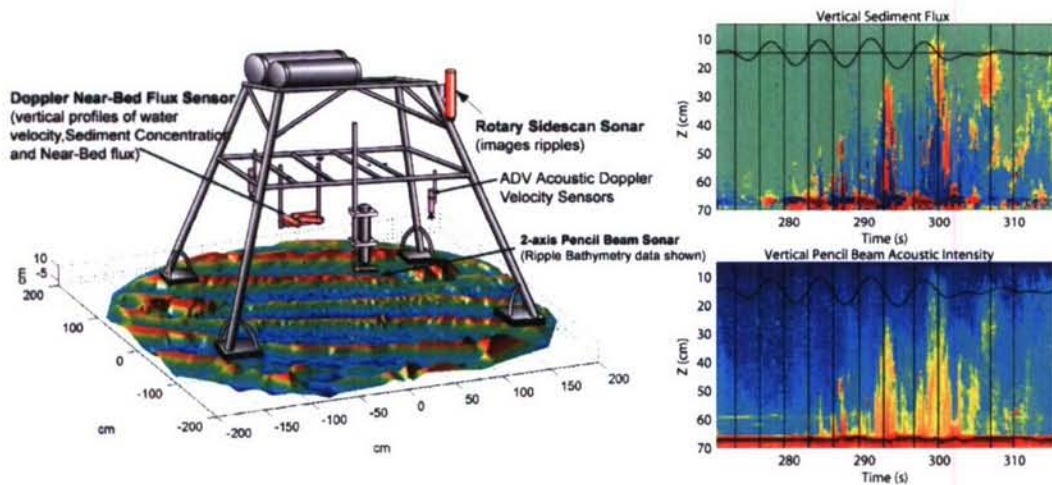 Doppler Near-Bed Flux Sensor
(vertical profiles of water
velocity,Sediment Concentration
and Near-Bed flux)
Rotary Sidescan Sonar
(images ripples)
ADV Acoustic Doppler
Velocity Sensors
2-axis Pencil Beam Sonar
(Ripple Bathymetry data shown)
10
-5
cm
200
100
0
-100
-200
cm
-200
-150
-100
-50
0
50
100
150
200
cm
Vertical Sediment Flux
10
20
30
40
50
60
70
Z (cm)
280
290
300
310
Time (s)
Vertical Pencil Beam Acoustic Intensity
10
20
30
40
50
60
70
Z (cm)
280
290
300
310
Time (s)